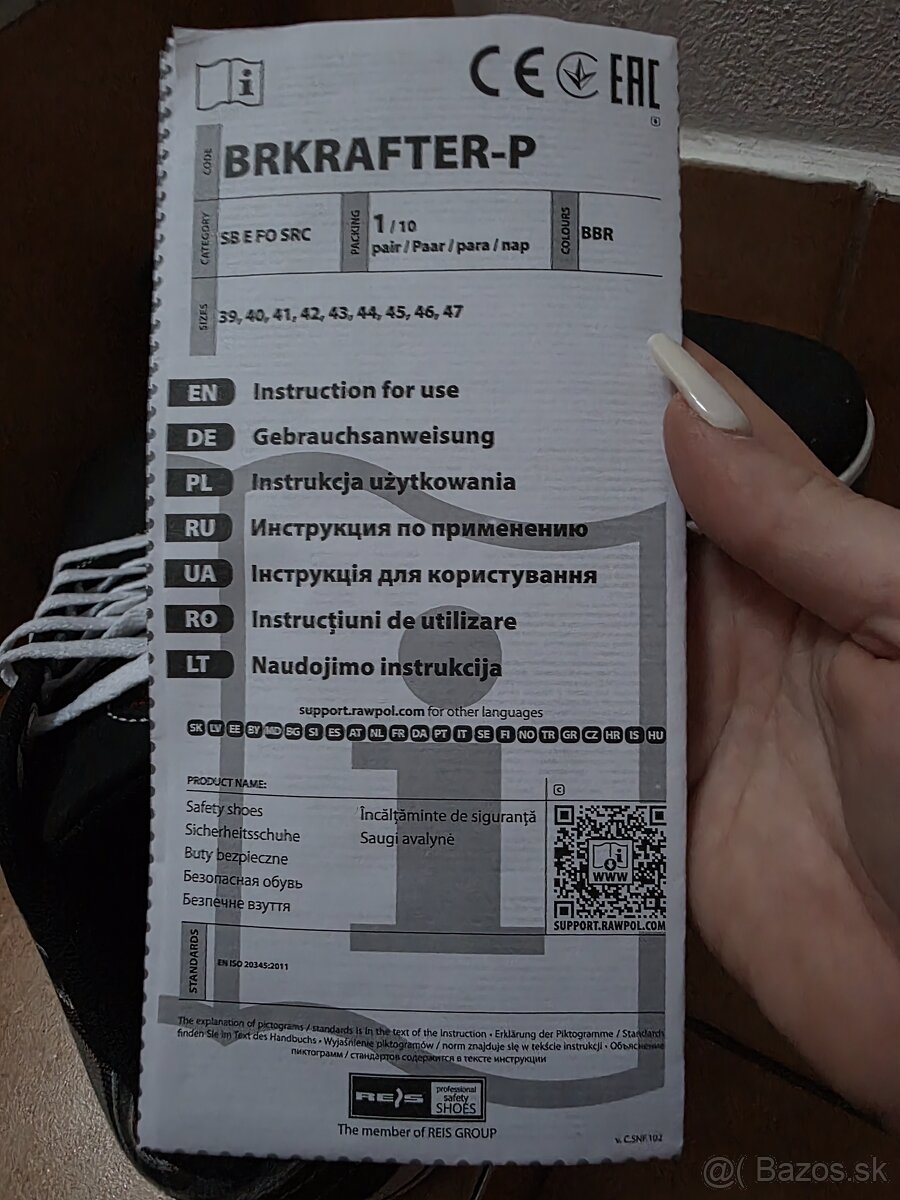 i
CE EAC
B
CODE
BRKRAFTER-P
CATEGORY
SB E FO SRC
PACKING
1 / 10
pair / Paar / para / пар
COLOURS
BBR
SIZES
39, 40, 41, 42, 43, 44, 45, 46, 47
EN Instruction for use
DE Gebrauchsanweisung
PL Instrukcja użytkowania
RU Инструкция по применению
UA Інструкція для користування
RO Instrucțiuni de utilizare
LT Naudojimo instrukcija
support.rawpol.com for other languages
SK LV EE BY MD BG SI ES AT NL FR DA PT IT SE FI NO TR GR CZ HR IS HU
PRODUCT NAME:
Safety shoes
Sicherheitsschuhe
Buty bezpieczne
Безопасная обувь
Безпечне взуття
Încălțăminte de siguranță
Saugi avalynė
C
i
WWW
SUPPORT.RAWPOL.COM
STANDARDS
EN ISO 20345:2011
The explanation of pictograms / standards is in the text of the instruction • Erklärung der Piktogramme / Standards
finden Sie im Text des Handbuchs • Wyjaśnienie piktogramów / norm znajduje się w tekście instrukcji • Объяснение
пиктограмм / стандартов содержится в тексте инструкции
REIS professional
safety
SHOES
The member of REIS GROUP
v. C.SNF.102
@( Bazos.sk